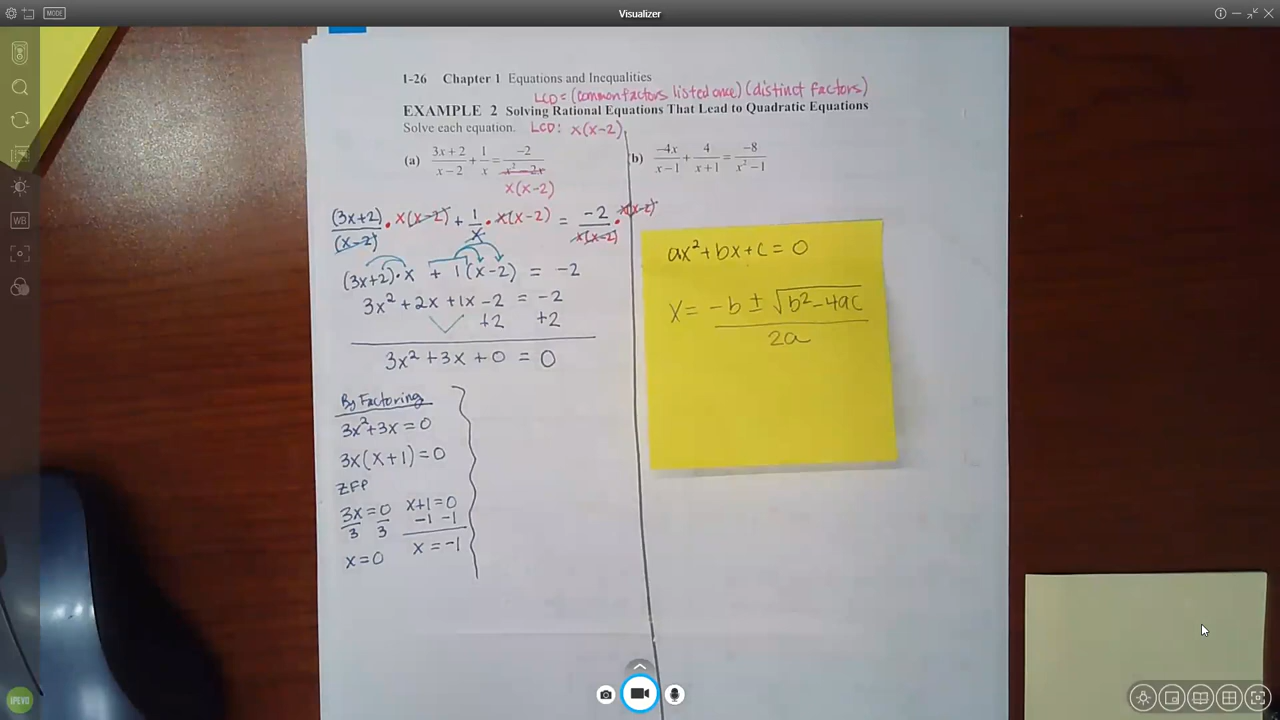 MODE
Visualizer
1-26 Chapter 1 Equations and Inequalities
LCD = (common factors listed once) (distinct factors)
EXAMPLE 2 Solving Rational Equations That Lead to Quadratic Equations
Solve each equation. LCD: x(x-2)
(a) (3x+2)/(x-2) + 1/x = -2/(x²-2x)
x(x-2)
(3x+2)/(x-2) • x(x-2) + 1/x • x(x-2) = -2/x(x-2) • x(x-2)
(3x+2)·x + 1(x-2) = -2
3x² + 2x + 1x - 2 = -2
+2 +2
3x² + 3x + 0 = 0
By Factoring
3x² + 3x = 0
3x(x+1) = 0
ZFP
3x = 0 x+1 = 0
3 3 -1 -1
x = 0 x = -1
b) -4x/(x-1) + 4/(x+1) = -8/(x²-1)
ax² + bx + c = 0
x = -b ± √b²-4ac
2a
WB
IPEVO